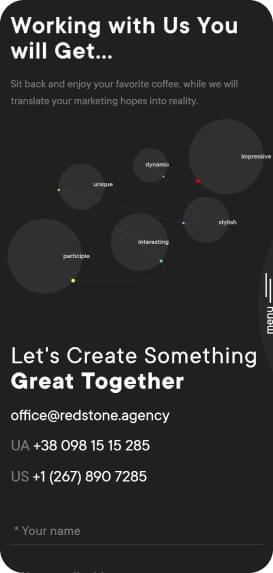 Working with Us You
will Get...
Sit back and enjoy your favorite coffee, while we will
translate your marketing hopes into reality.
impressive
dynamic
unique
stylish
interesting
participle
menu
Let's Create Something
Great Together
office@redstone.agency
UA +38 098 15 15 285
US +1 (267) 890 7285
* Your name